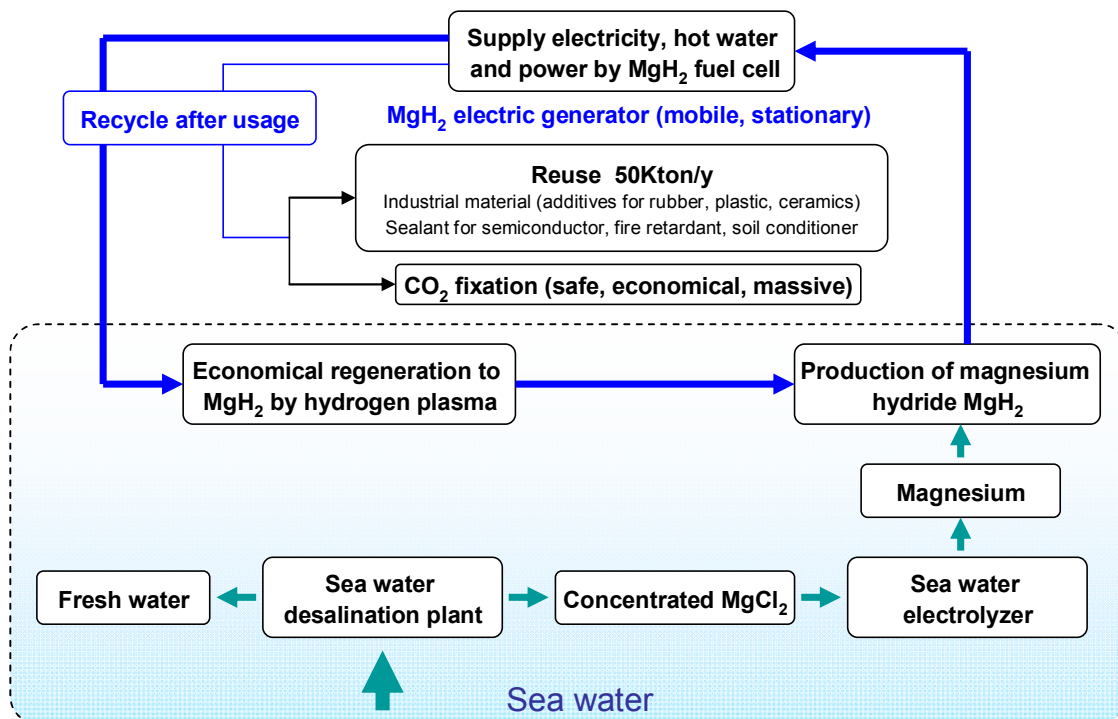 Supply electricity, hot water
and power by MgH₂ fuel cell
Recycle after usage
MgH₂ electric generator (mobile, stationary)
Reuse 50Kton/y
Industrial material (additives for rubber, plastic, ceramics)
Sealant for semiconductor, fire retardant, soil conditioner
CO₂ fixation (safe, economical, massive)
Economical regeneration to
MgH₂ by hydrogen plasma
Production of magnesium
hydride MgH₂
Magnesium
Fresh water
Sea water
desalination plant
Concentrated MgCl₂
Sea water
electrolyzer
Sea water